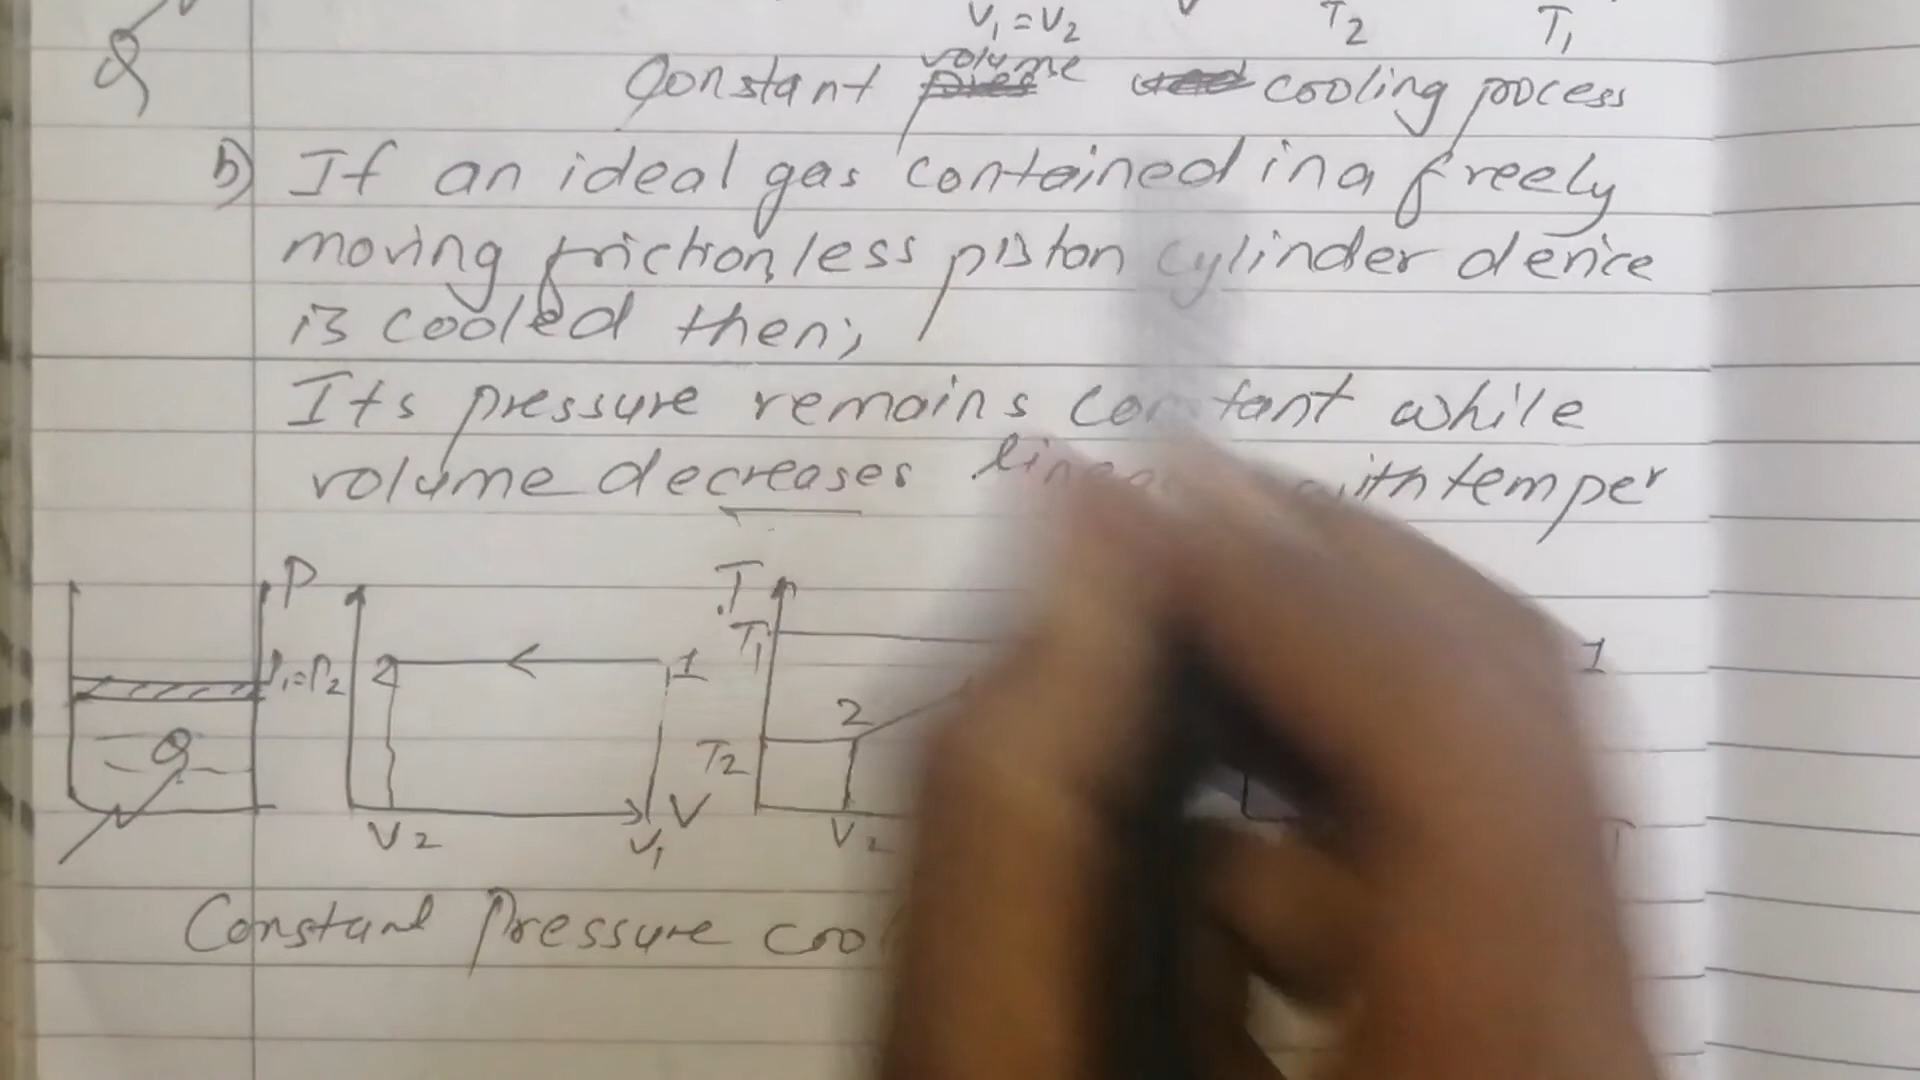 V₁ = V₂ V T₂ T₁
Q
Constant volume cooling process
b) If an ideal gas contained in a freely
moving frictionless piston cylinder device
is cooled then;
Its pressure remains constant while
volume decreases with temper
P T
T₁
P₁=P₂ 2 1 1
2
Q T₂
V
V₂ V₁ V₂
Constant Pressure